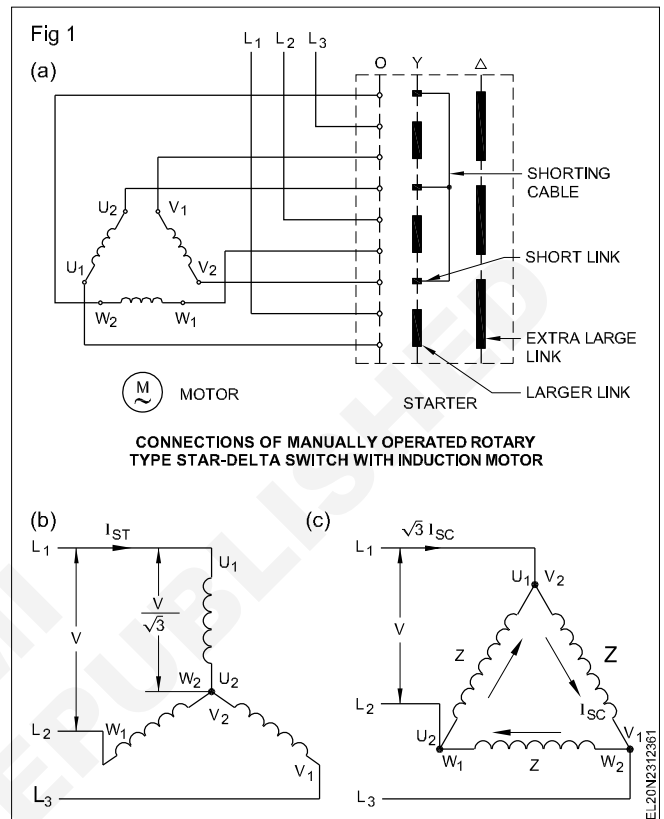 Fig 1
(a)
L1 L2 L3
O Y △
SHORTING
CABLE
U2 V1
U1 V2
SHORT LINK
W2 W1
EXTRA LARGE
LINK
M
~
MOTOR
LARGER LINK
STARTER
CONNECTIONS OF MANUALLY OPERATED ROTARY
TYPE STAR-DELTA SWITCH WITH INDUCTION MOTOR
(b)
IST
L1
U1
V
V
√3
W2 U2
V2
L2
W1
V1
L3
(c)
√3 ISC
L1
U1 V2
V
Z Z
L2
ISC
U2 V1
W1 W2
Z
L3
EL20N2312361